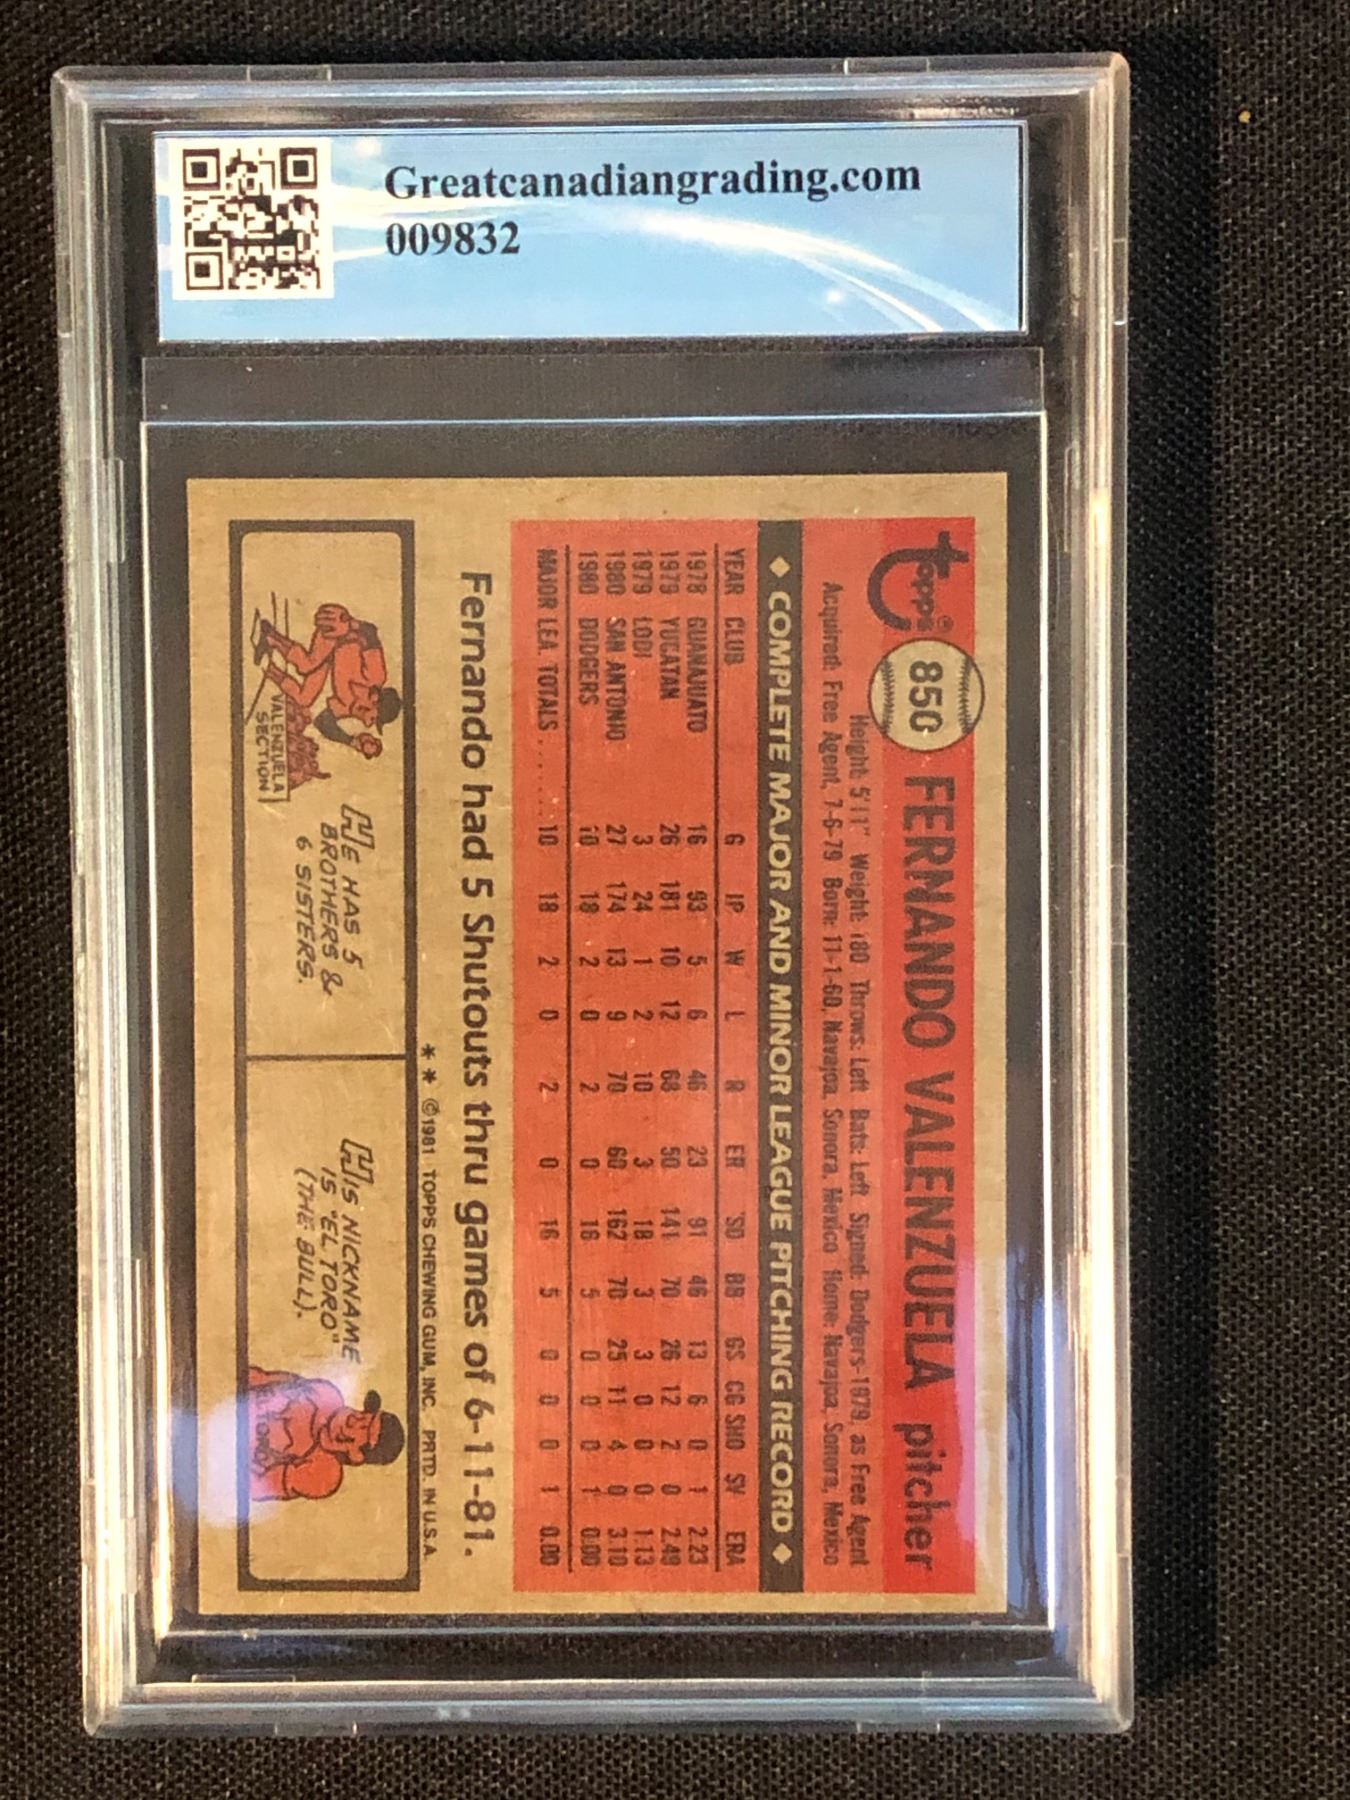 Greatcanadiangrading.com
009832
topps®
850 FERNANDO VALENZUELA pitcher
Height: 5'11" Weight: 180 Throws: Left Bats: Left Signed: Dodgers-1979, as Free Agent
Acquired: Free Agent, 7-6-79 Born: 11-1-60, Navajoa, Sonora, Mexico Home: Navajoa, Sonora, Mexico
◆ COMPLETE MAJOR AND MINOR LEAGUE PITCHING RECORD ◆
YEAR CLUB G IP W L R ER SO BB GS CG SHO SV ERA
1978 GUANAJUATO 16 93 5 6 46 23 91 46 13 6 0 1 2.23
1979 YUCATAN 26 181 10 12 68 50 141 70 26 12 2 0 2.49
1979 LODI 3 24 1 2 10 3 18 3 3 0 0 0 1.13
1980 SAN ANTONIO 27 174 13 9 70 60 162 70 25 11 4 0 3.10
1980 DODGERS 10 18 2 0 2 0 16 5 0 0 0 1 0.00
MAJOR LEA. TOTALS...... 10 18 2 0 2 0 16 5 0 0 0 1 0.00
Fernando had 5 Shutouts thru games of 6-11-81.
** ©1981 TOPPS CHEWING GUM, INC. PRTD. IN U.S.A.
HE HAS 5
BROTHERS &
6 SISTERS.
VALENZUELA
SECTION
HIS NICKNAME
IS "EL TORO"
(THE BULL).